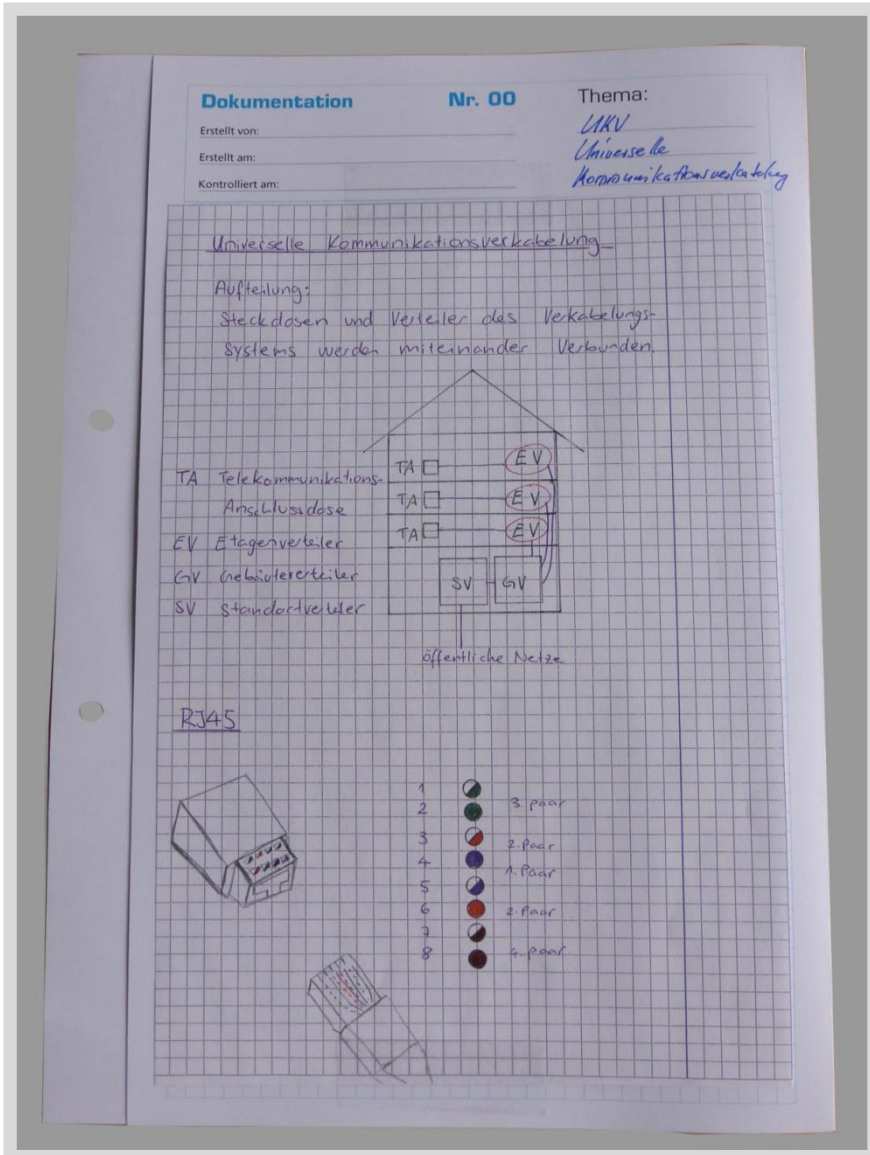 Dokumentation Nr. 00 Thema:
Erstellt von:
Erstellt am:
Kontrolliert am:
UKV
Universelle
Kommunikationsverkabelung
Universelle Kommunikationsverkabelung
Aufteilung:
Steckdosen und Verteiler des Verkabelungs-
Systems werden miteinander Verbunden.
TA Telekommunikations-
Anschlussdose
EV Etagenverteiler
GV Gebäuteverteiler
SV Standortverteiler
TA EV
TA EV
TA EV
SV GV
öffentliche Netze
RJ45
1
2 3. paar
3 2. Paar
4 1. Paar
5
6 2. Paar
7
8 4. paar